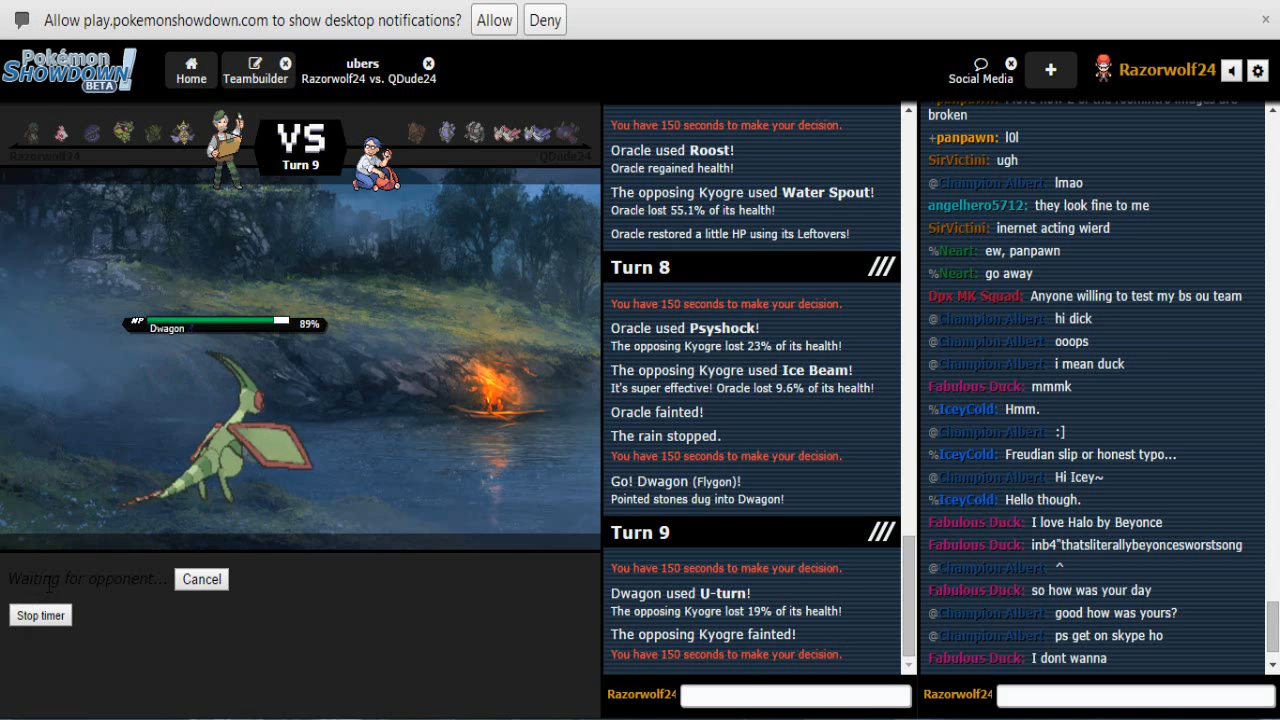 Allow play.pokemonshowdown.com to show desktop notifications? Allow Deny ×
Pokémon
SHOWDOWN!
BETA
Home
Teambuilder
ubers
Razorwolf24 vs. QDude24
Social Media
+
Razorwolf24
VS
Turn 9
Razorwolf24
QDude24
Dwagon
89%
Waiting for opponent... Cancel
Stop timer
You have 150 seconds to make your decision.
Oracle used Roost!
Oracle regained health!
The opposing Kyogre used Water Spout!
Oracle lost 55.1% of its health!
Oracle restored a little HP using its Leftovers!
Turn 8
You have 150 seconds to make your decision.
Oracle used Psyshock!
The opposing Kyogre lost 23% of its health!
The opposing Kyogre used Ice Beam!
It's super effective! Oracle lost 9.6% of its health!
Oracle fainted!
The rain stopped.
You have 150 seconds to make your decision.
Go! Dwagon (Flygon)!
Pointed stones dug into Dwagon!
Turn 9
You have 150 seconds to make your decision.
Dwagon used U-turn!
The opposing Kyogre lost 19% of its health!
The opposing Kyogre fainted!
You have 150 seconds to make your decision.
Razorwolf24
broken
+panpawn: lol
SirVictini: ugh
@Champion Albert: lmao
angelhero5712: they look fine to me
SirVictini: inernet acting wierd
%Neart: ew, panpawn
%Neart: go away
Dpx MK Squad: Anyone willing to test my bs ou team
@Champion Albert: hi dick
@Champion Albert: ooops
@Champion Albert: i mean duck
Fabulous Duck: mmmk
%IceyCold: Hmm.
@Champion Albert: :]
%IceyCold: Freudian slip or honest typo...
@Champion Albert: Hi Icey~
%IceyCold: Hello though.
Fabulous Duck: I love Halo by Beyonce
Fabulous Duck: inb4"thatsliterallybeyoncesworstsong
@Champion Albert: ^
Fabulous Duck: so how was your day
@Champion Albert: good how was yours?
@Champion Albert: ps get on skype ho
Fabulous Duck: I dont wanna
Razorwolf24